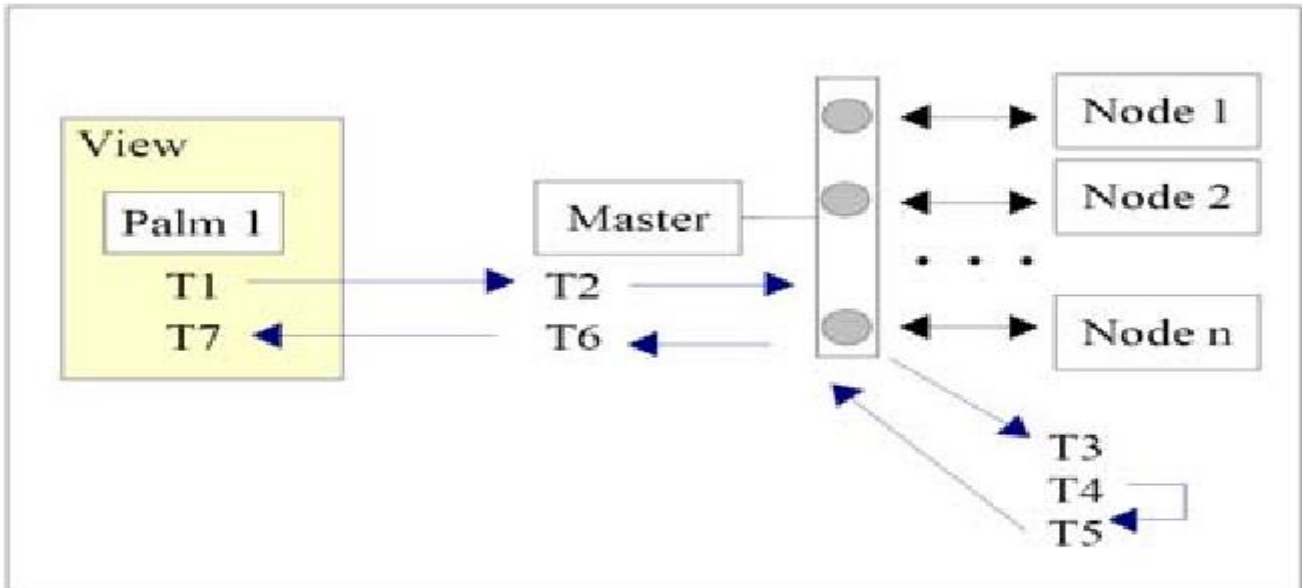 View
Palm 1
T1
T7
Master
T2
T6
Node 1
Node 2
. . .
Node n
T3
T4
T5